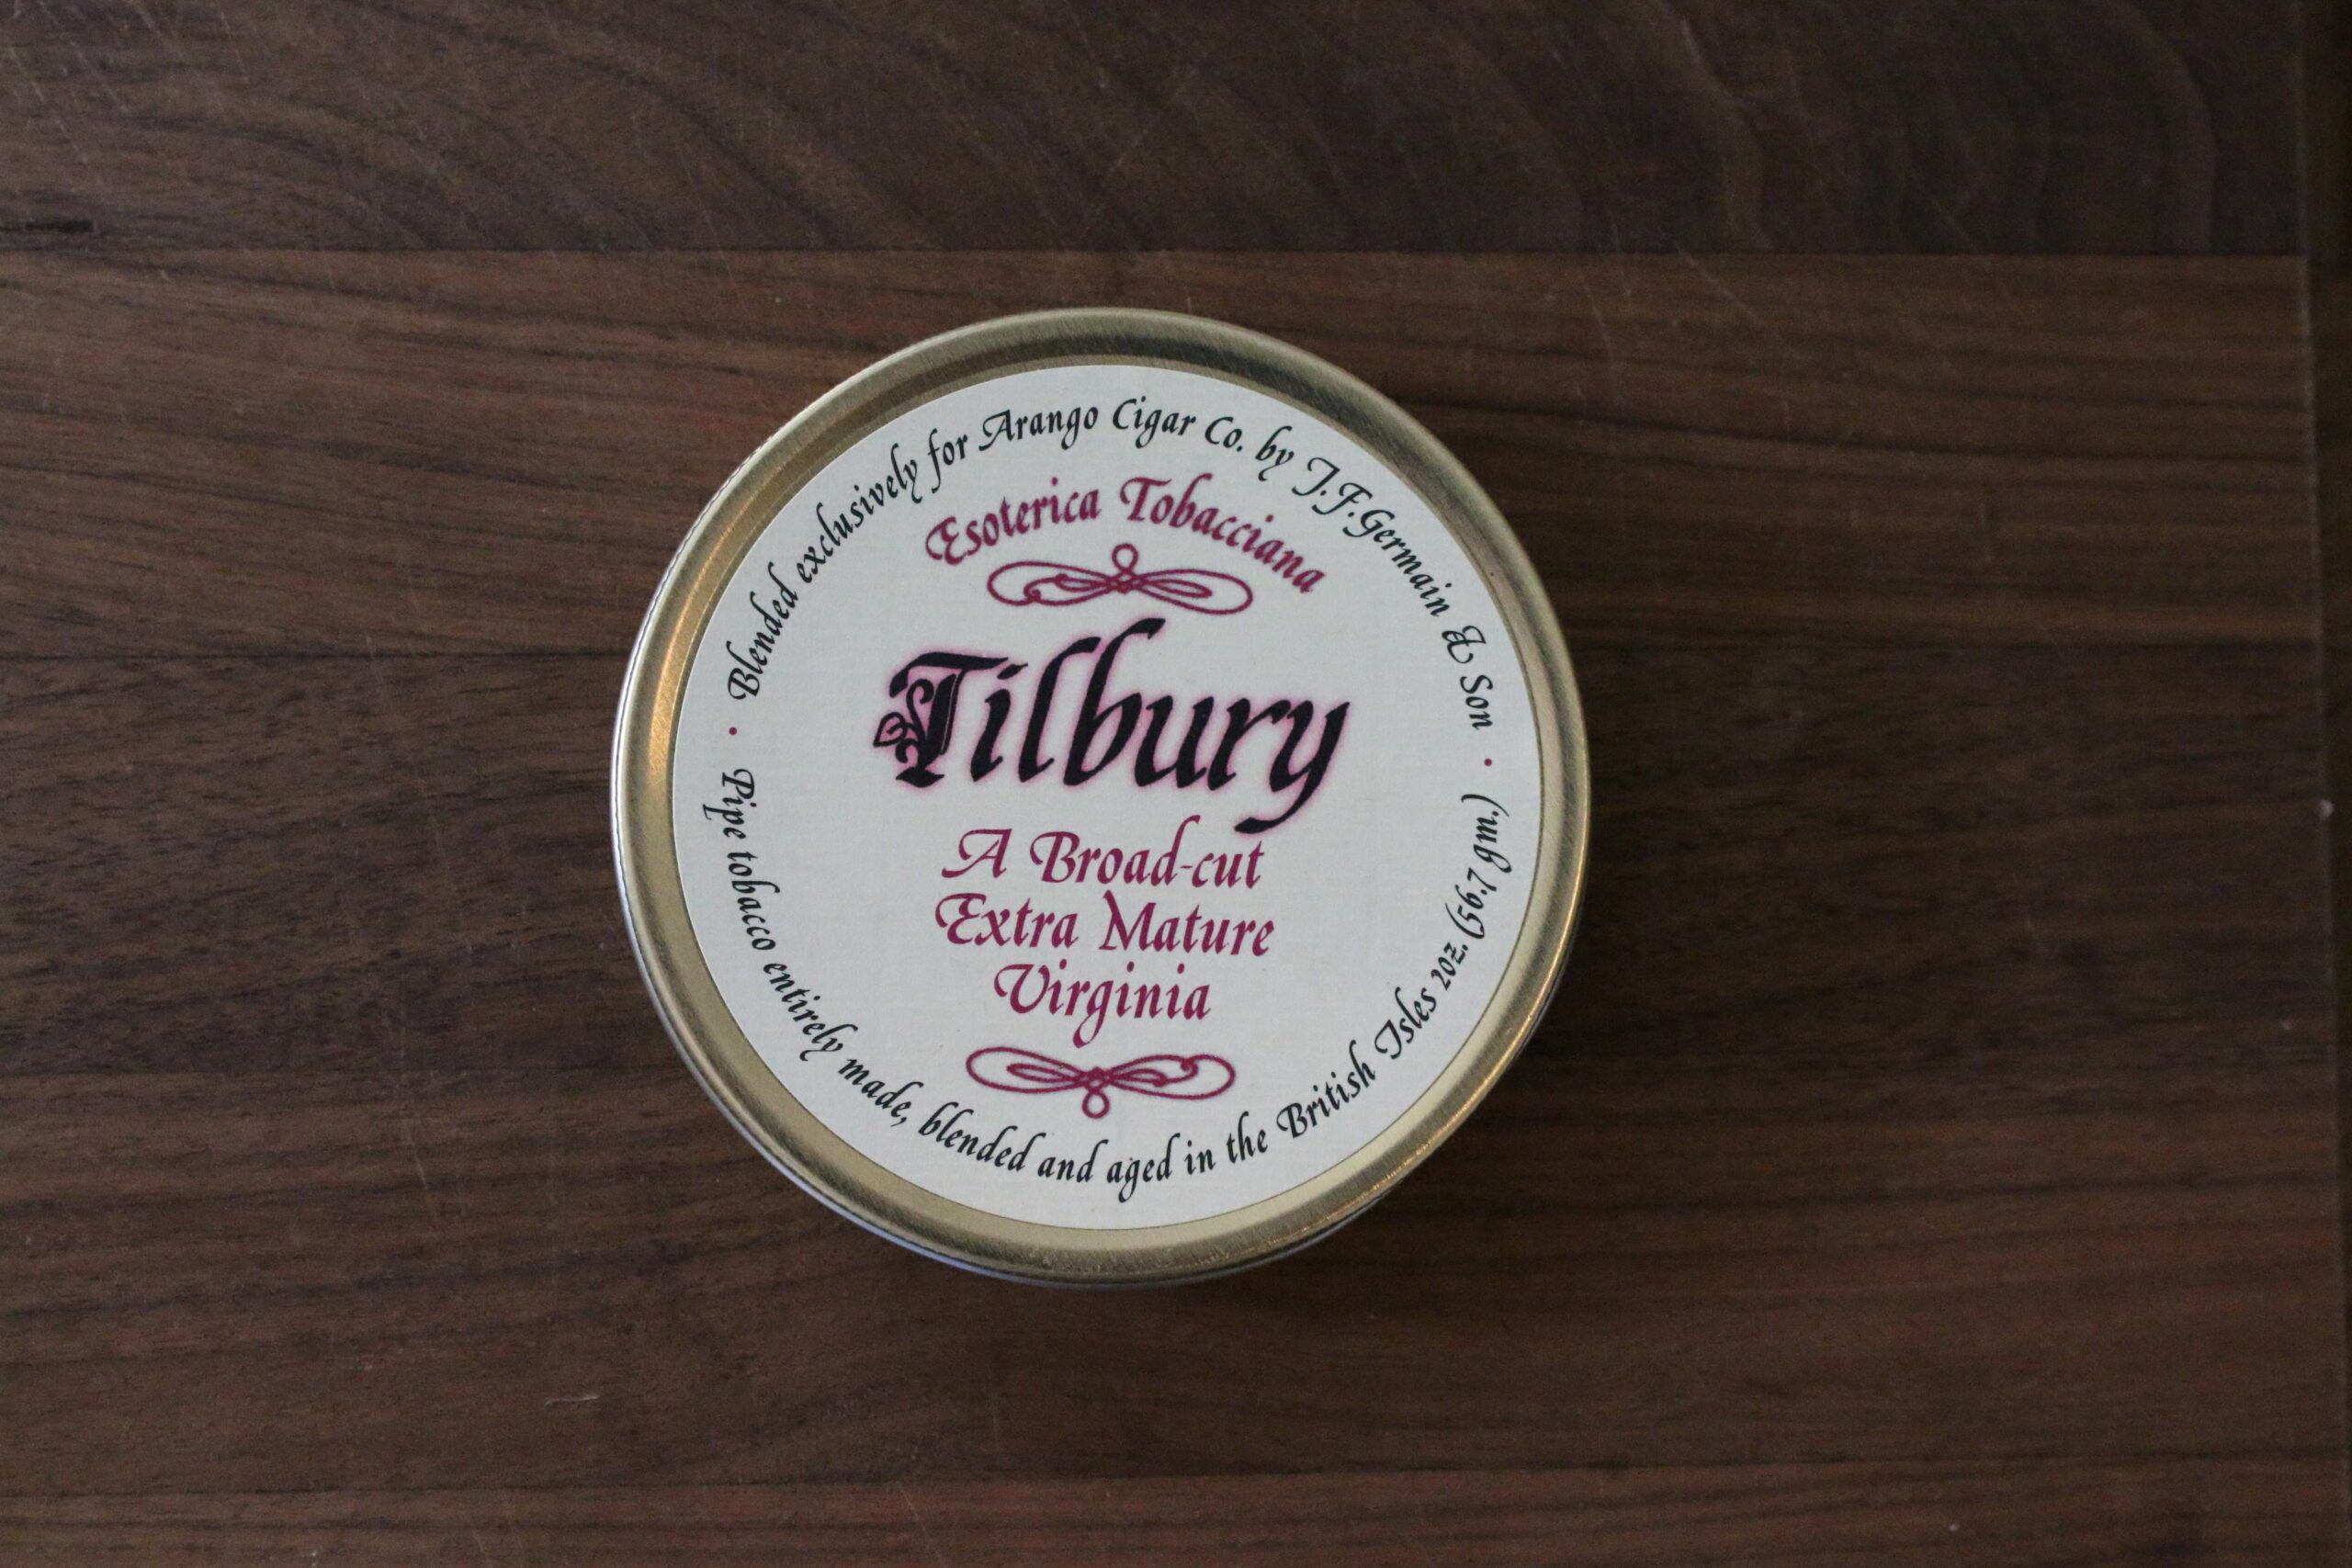 Blended exclusively for Arango Cigar Co. by J.F. Germain & Son
Esoterica Tobacciana
Tilbury
A Broad-cut
Extra Mature
Virginia
Pipe tobacco entirely made, blended and aged in the British Isles 2oz. (56.7 gm.)